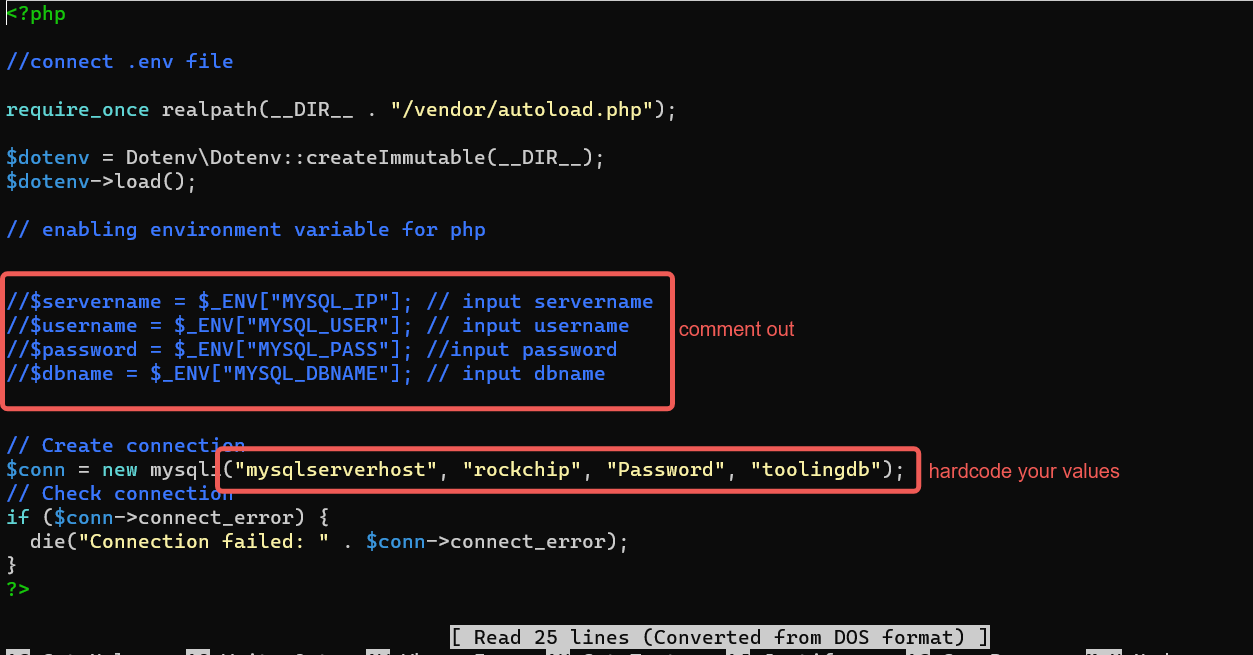 <?php
//connect .env file
require_once realpath(__DIR__ . "/vendor/autoload.php");
$dotenv = Dotenv\Dotenv::createImmutable(__DIR__);
$dotenv->load();
// enabling environment variable for php
//$servername = $_ENV["MYSQL_IP"]; // input servername
//$username = $_ENV["MYSQL_USER"]; // input username
comment out
//$password = $_ENV["MYSQL_PASS"]; //input password
//$dbname = $_ENV["MYSQL_DBNAME"]; // input dbname
// Create connection
$conn = new mysqli("mysqlserverhost", "rockchip", "Password", "toolingdb");
hardcode your values
// Check connection
if ($conn->connect_error) {
  die("Connection failed: " . $conn->connect_error);
}
?>
[ Read 25 lines (Converted from DOS format) ]